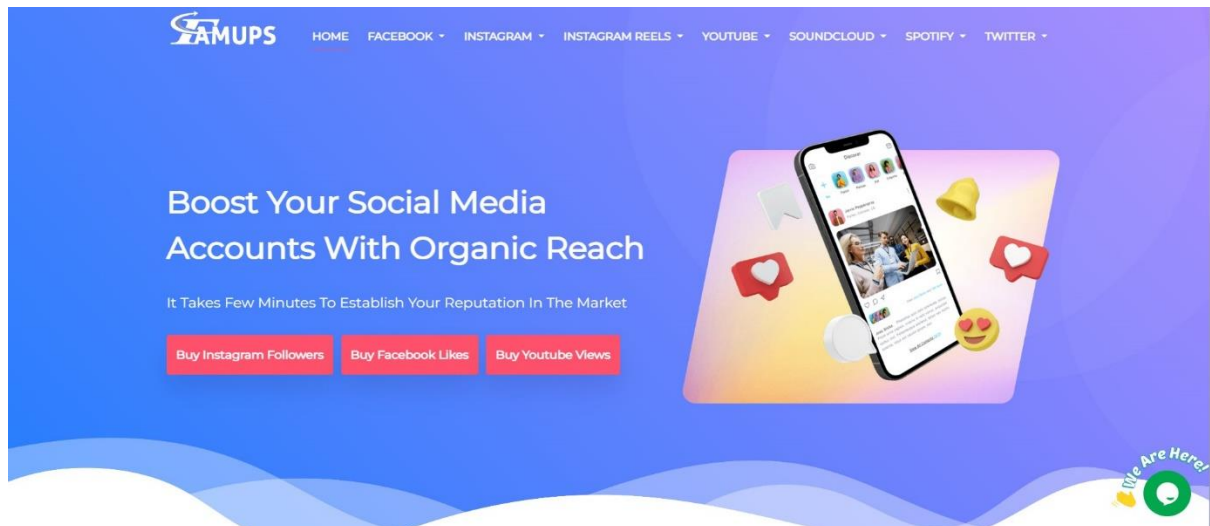 FAMUPS
HOME FACEBOOK INSTAGRAM INSTAGRAM REELS YOUTUBE SOUNDCLOUD SPOTIFY TWITTER
Boost Your Social Media
Accounts With Organic Reach
It Takes Few Minutes To Establish Your Reputation In The Market
Buy Instagram Followers Buy Facebook Likes Buy Youtube Views
Discover
We Are Here!